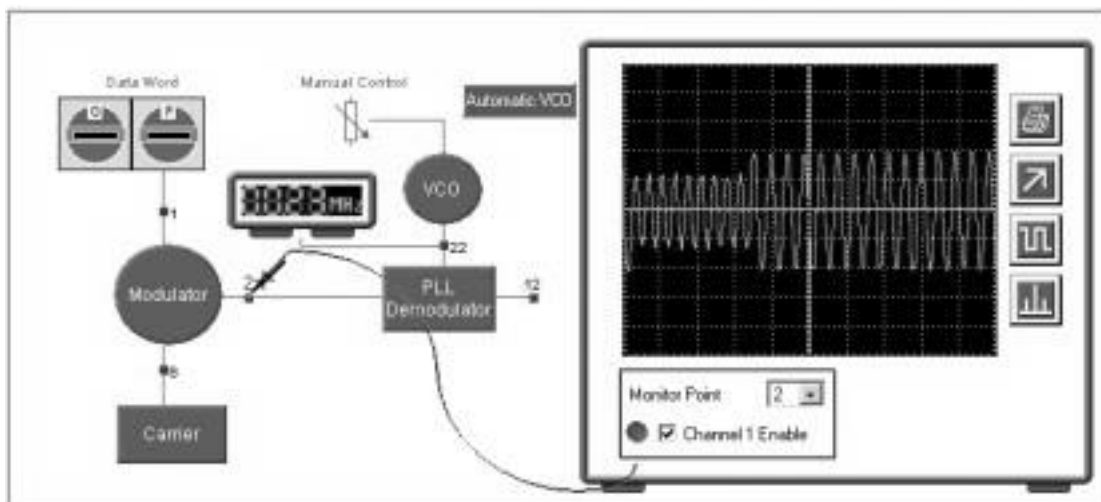 Data Word
Manual Control
Automatic VCO
VCO
MHz
1
22
2
12
Modulator
PLL
Demodulator
8
Carrier
Monitor Point
2
Channel 1 Enable